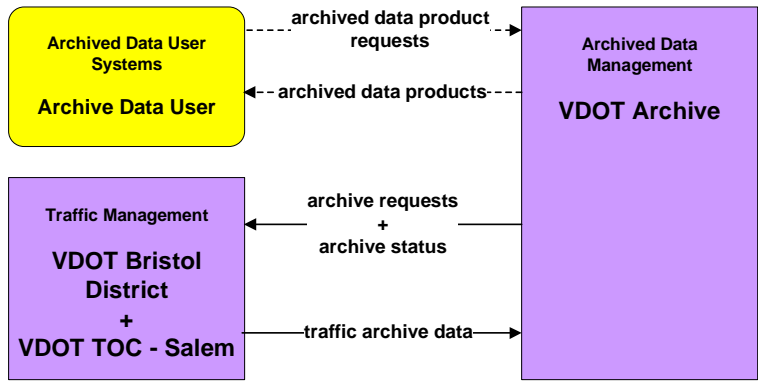 Archived Data User
Systems
Archive Data User
archived data product
requests
archived data products
Archived Data
Management
VDOT Archive
Traffic Management
VDOT Bristol
District
+
VDOT TOC - Salem
archive requests
+
archive status
traffic archive data